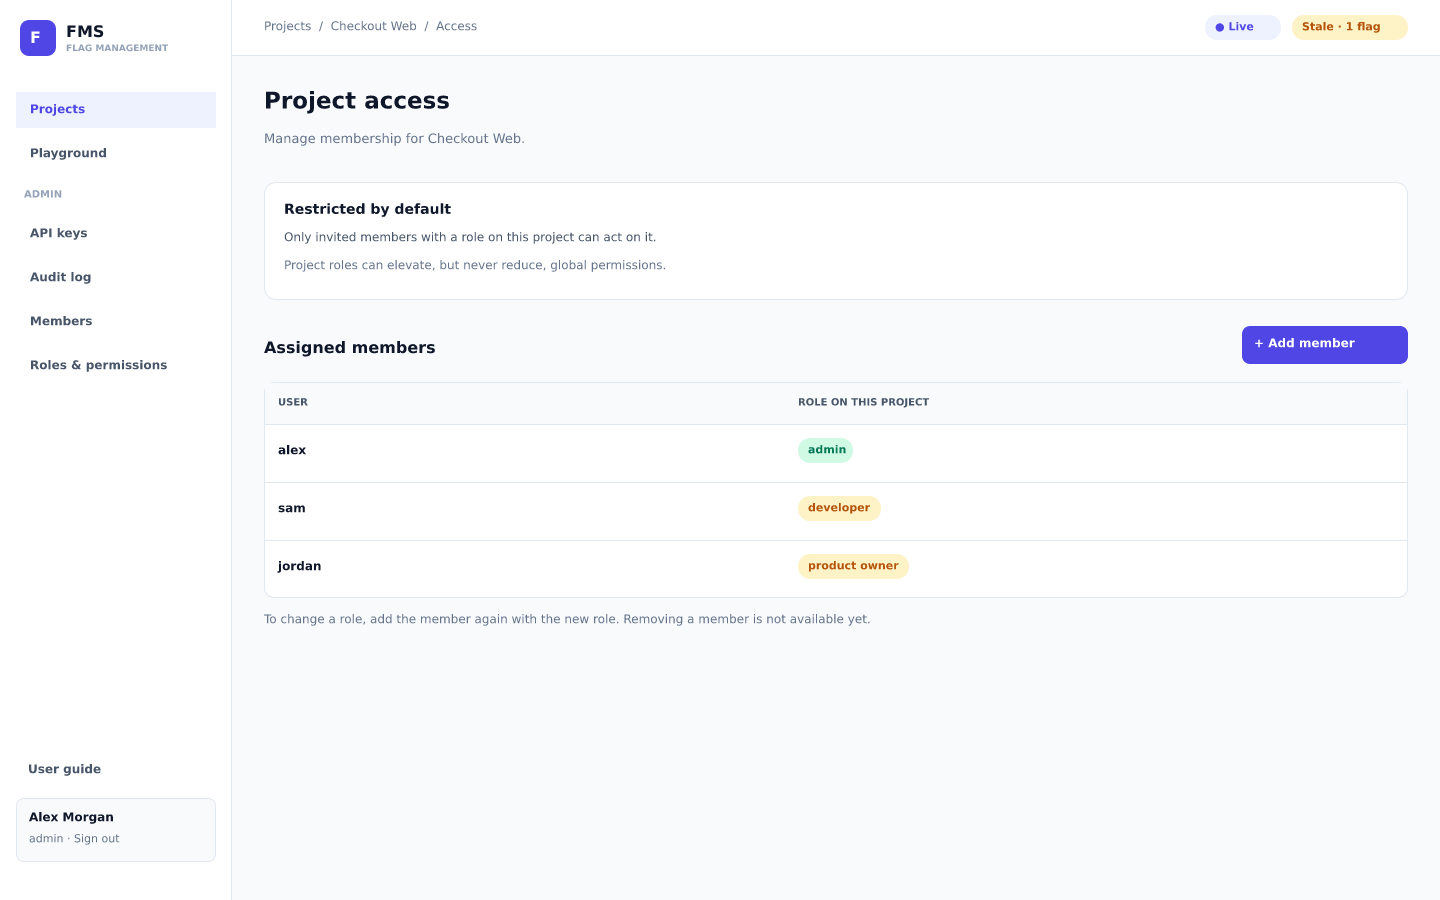 F
FMS
FLAG MANAGEMENT
Projects
Playground
ADMIN
API keys
Audit log
Members
Roles & permissions
User guide
Alex Morgan
admin · Sign out
Projects / Checkout Web / Access
● Live
Stale · 1 flag
Project access
Manage membership for Checkout Web.
Restricted by default
Only invited members with a role on this project can act on it.
Project roles can elevate, but never reduce, global permissions.
Assigned members
+ Add member
USER ROLE ON THIS PROJECT
alex admin
sam developer
jordan product owner
To change a role, add the member again with the new role. Removing a member is not available yet.